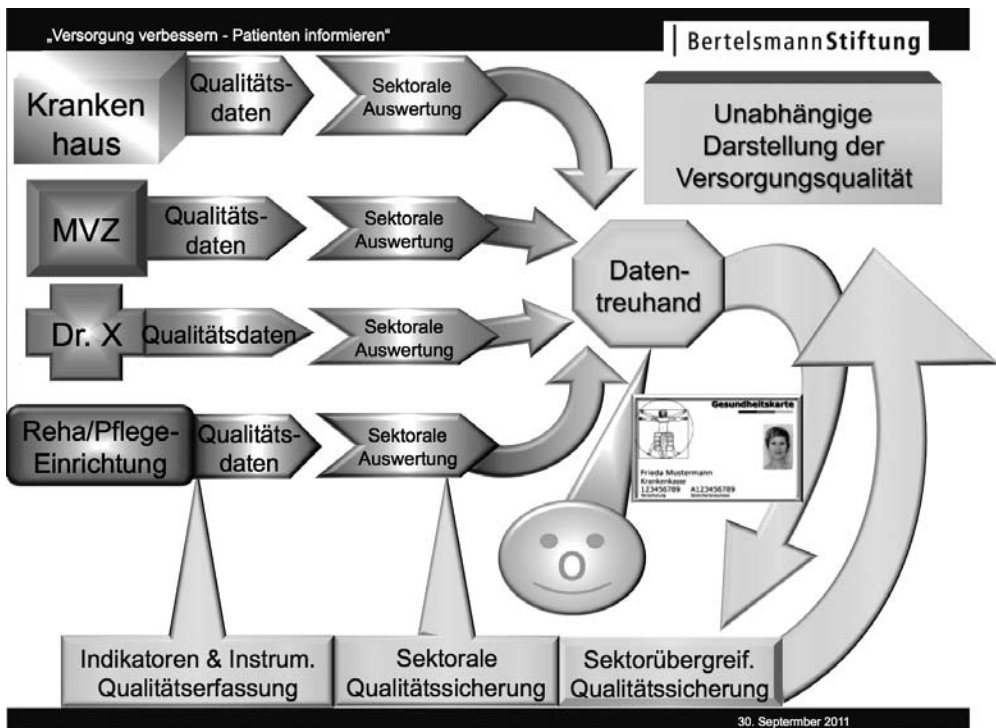 „Versorgung verbessern - Patienten informieren"
BertelsmannStiftung
Kranken
haus
Qualitäts-
daten
Sektorale
Auswertung
Unabhängige
Darstellung der
Versorgungsqualität
MVZ
Qualitäts-
daten
Sektorale
Auswertung
Daten-
treuhand
Dr. X
Qualitätsdaten
Sektorale
Auswertung
Reha/Pflege-
Einrichtung
Qualitäts-
daten
Sektorale
Auswertung
Gesundheitskarte
Frieda Mustermann
Krankenkasse
123456789 A123456789
O
Indikatoren & Instrum.
Qualitätserfassung
Sektorale
Qualitätssicherung
Sektorübergreif.
Qualitätssicherung
30. Septermber 2011